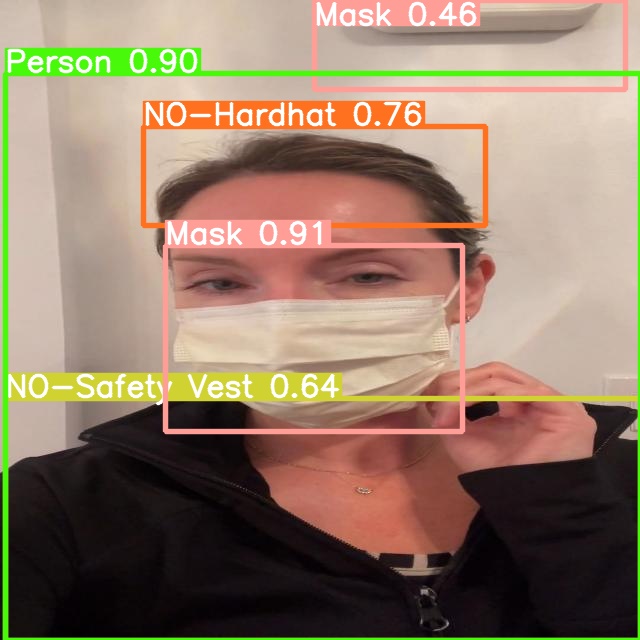 Mask 0.46
Person 0.90
NO-Hardhat 0.76
Mask 0.91
NO-Safety Vest 0.64